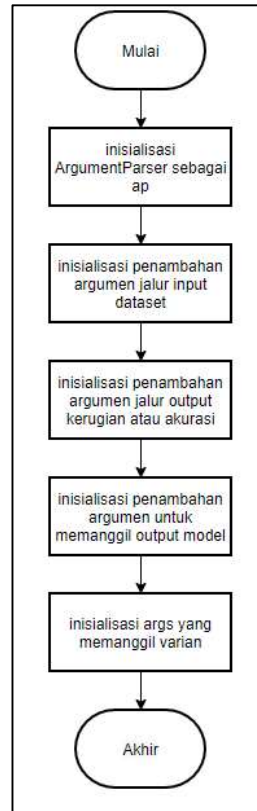 Mulai
inisialisasi
ArgumentParser sebagai
ap
inisialisasi penambahan
argumen jalur input
dataset
inisialisasi penambahan
argumen jalur output
kerugian atau akurasi
inisialisasi penambahan
argumen untuk
memanggil output model
inisialisasi args yang
memanggil varian
Akhir